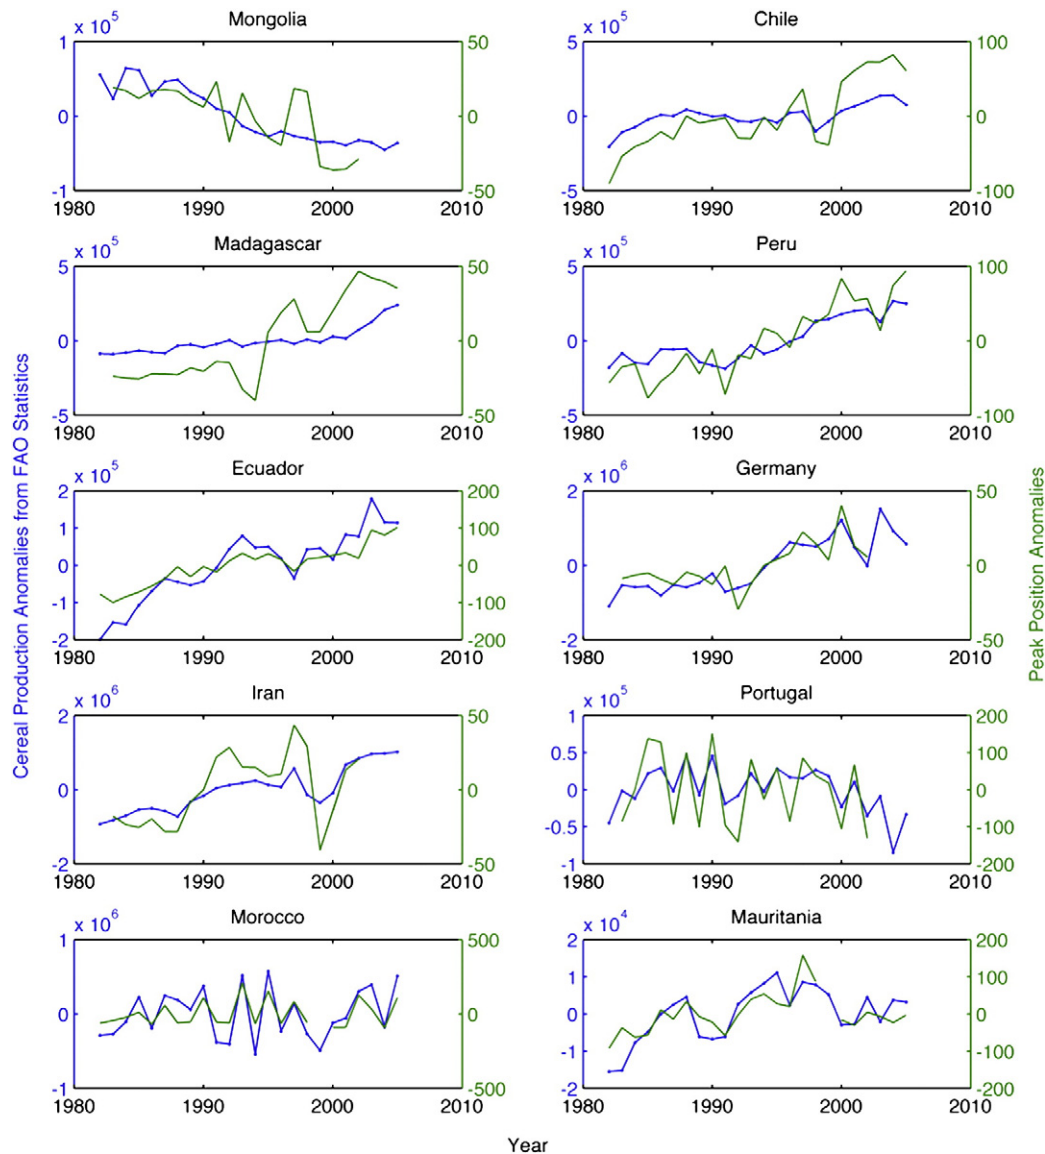 Mongolia
x 10^5
1
0
-1
50
0
-50
1980 1990 2000 2010
Chile
x 10^5
5
0
-5
100
0
-100
1980 1990 2000 2010
Madagascar
x 10^5
5
0
-5
50
0
-50
1980 1990 2000 2010
Peru
x 10^5
5
0
-5
100
0
-100
1980 1990 2000 2010
Ecuador
x 10^5
2
1
0
-1
-2
200
100
0
-100
-200
1980 1990 2000 2010
Germany
x 10^6
2
0
-2
50
0
-50
1980 1990 2000 2010
Iran
x 10^6
2
0
-2
50
0
-50
1980 1990 2000 2010
Portugal
x 10^5
1
0.5
0
-0.5
-1
200
100
0
-100
-200
1980 1990 2000 2010
Morocco
x 10^6
1
0
-1
500
0
-500
1980 1990 2000 2010
Mauritania
x 10^4
2
1
0
-1
-2
200
100
0
-100
-200
1980 1990 2000 2010
Cereal Production Anomalies from FAO Statistics
Peak Position Anomalies
Year